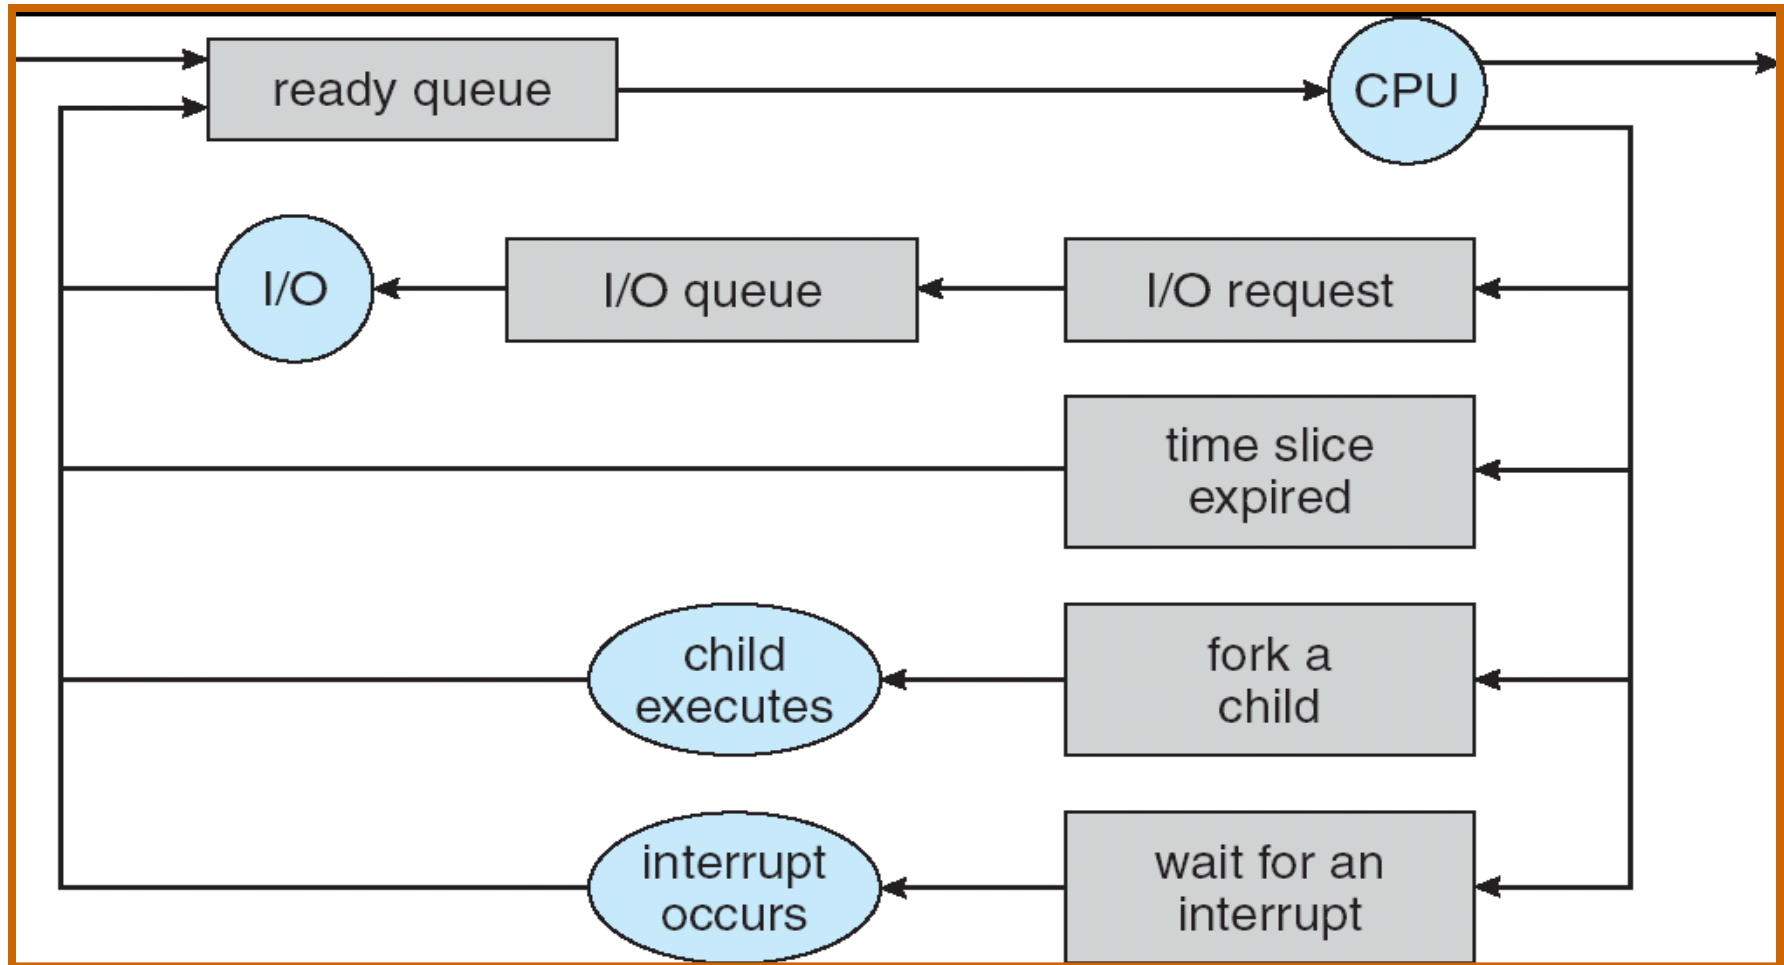 ready queue
CPU
I/O
I/O queue
I/O request
time slice
expired
child
executes
fork a
child
interrupt
occurs
wait for an
interrupt